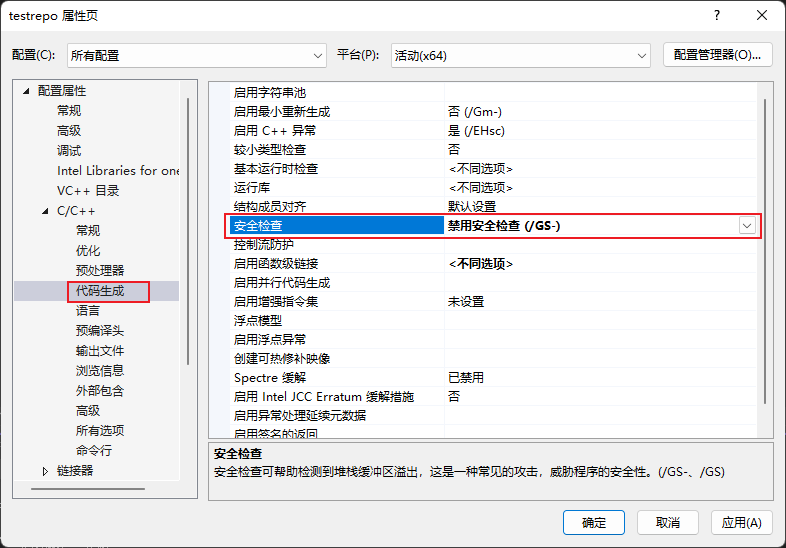 testrepo 属性页
配置(C): 所有配置 平台(P): 活动(x64) 配置管理器(O)...
配置属性
常规
高级
调试
Intel Libraries for one
VC++ 目录
C/C++
常规
优化
预处理器
代码生成
语言
预编译头
输出文件
浏览信息
外部包含
高级
所有选项
命令行
链接器
启用字符串池
启用最小重新生成 否 (/Gm-)
启用 C++ 异常 是 (/EHsc)
较小类型检查 否
基本运行时检查 <不同选项>
运行库 <不同选项>
结构成员对齐 默认设置
安全检查 禁用安全检查 (/GS-)
控制流防护
启用函数级链接 <不同选项>
启用并行代码生成
启用增强指令集 未设置
浮点模型
启用浮点异常
创建可热修补映像
Spectre 缓解 已禁用
启用 Intel JCC Erratum 缓解措施 否
启用异常处理延续元数据
启用签名的返回
安全检查
安全检查可帮助检测到堆栈缓冲区溢出，这是一种常见的攻击，威胁程序的安全性。(/GS-、/GS)
确定 取消 应用(A)